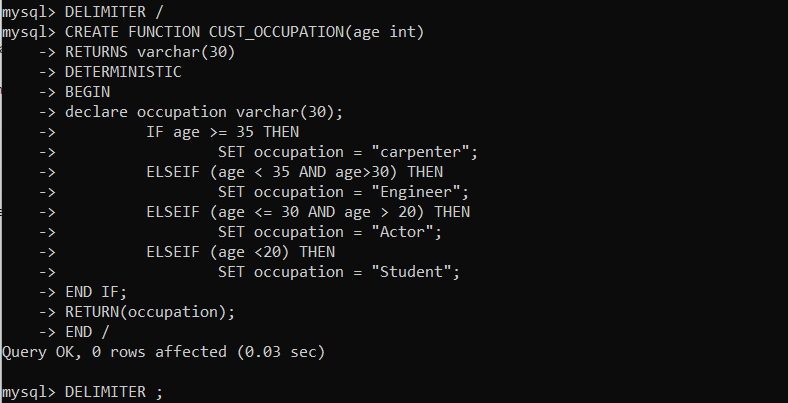 mysql> DELIMITER /
mysql> CREATE FUNCTION CUST_OCCUPATION(age int)
    -> RETURNS varchar(30)
    -> DETERMINISTIC
    -> BEGIN
    -> declare occupation varchar(30);
    ->          IF age >= 35 THEN
    ->                  SET occupation = "carpenter";
    ->          ELSEIF (age < 35 AND age>30) THEN
    ->                  SET occupation = "Engineer";
    ->          ELSEIF (age <= 30 AND age > 20) THEN
    ->                  SET occupation = "Actor";
    ->          ELSEIF (age <20) THEN
    ->                  SET occupation = "Student";
    -> END IF;
    -> RETURN(occupation);
    -> END /
Query OK, 0 rows affected (0.03 sec)
mysql> DELIMITER ;